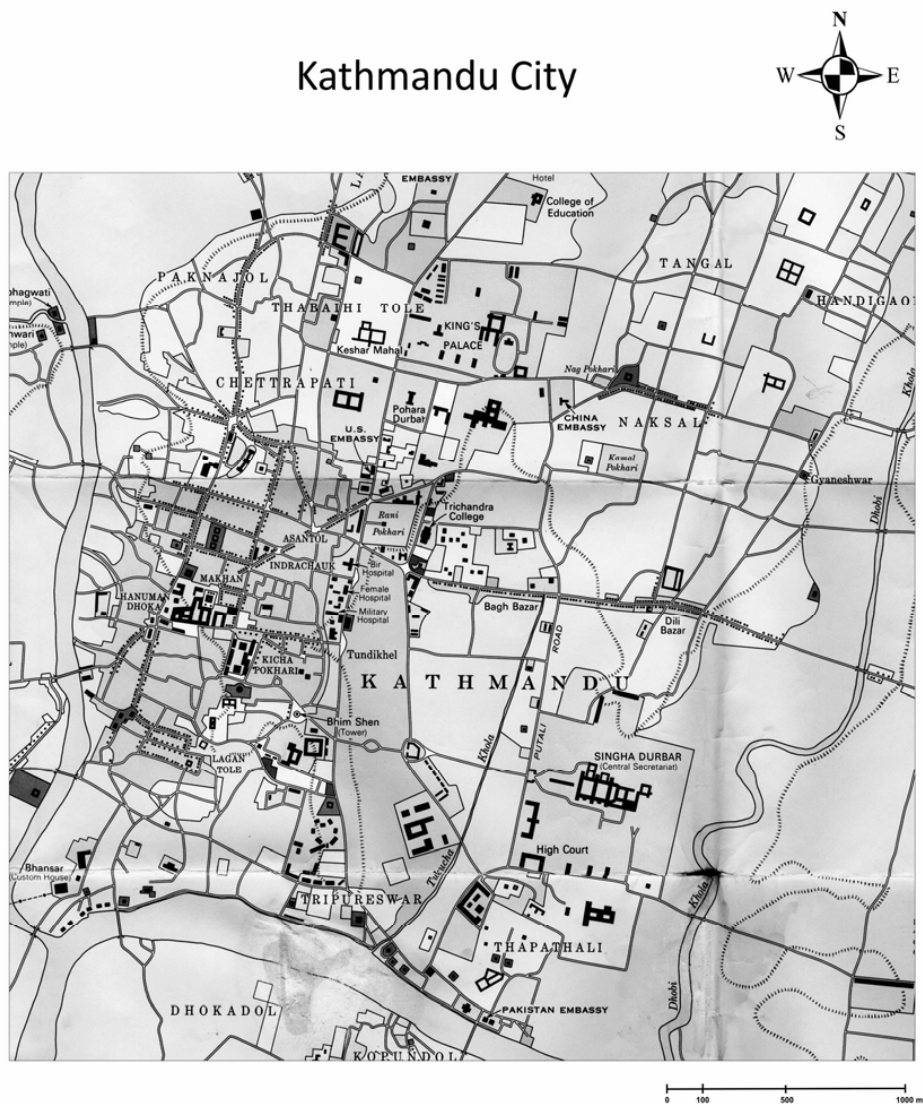 Kathmandu City
N
W
E
S
EMBASSY
Hotel
College of
Education
PAKNAJOL
TANGAL
THABAIHI TOLE
KING'S
PALACE
Keshar Mahal
Nag Pokhari
CHETTRAPATI
Pohara
Durbar
U.S.
EMBASSY
CHINA
EMBASSY
NAKSAL
Kamal
Pokhari
Gyaneshwar
Khola
Dhobi
Rani
Pokhari
Trichandra
College
ASANTOL
INDRACHAUK
Bir
Hospital
MAKHAN
HANUMAN
DHOKA
Female
Hospital
Military
Hospital
Bagh Bazar
Dili
Bazar
ROAD
PUTALI
KICHA
Tundikhel
KATHMANDU
Bhim Shen
(Tower)
LAGAN
TOLE
Khola
Tukucha
SINGHA DURBAR
(Central Secretariat)
High Court
Bhansar
(Custom House)
TRIPURESWAR
THAPATHALI
Khola
Dhobi
DHOKADOL
PAKISTAN EMBASSY
KOPUNDOL
0 100 500 1000 m